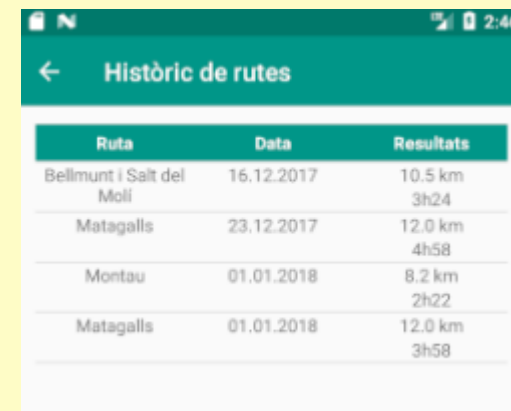 2:4
Històric de rutes
Ruta Data Resultats
Bellmunt i Salt del Molí 16.12.2017 10.5 km
3h24
Matagalls 23.12.2017 12.0 km
4h58
Montau 01.01.2018 8.2 km
2h22
Matagalls 01.01.2018 12.0 km
3h58